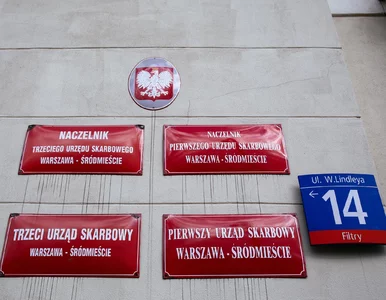 NACZELNIK
TRZECIEGO URZĘDU SKARBOWEGO
WARSZAWA - ŚRÓDMIEŚCIE
NACZELNIK
PIERWSZEGO URZĘDU SKARBOWEGO
WARSZAWA - ŚRÓDMIEŚCIE
TRZECI URZĄD SKARBOWY
WARSZAWA - ŚRÓDMIEŚCIE
PIERWSZY URZĄD SKARBOWY
WARSZAWA - ŚRÓDMIEŚCIE
Ul. W.Lindleya
14
Filtry